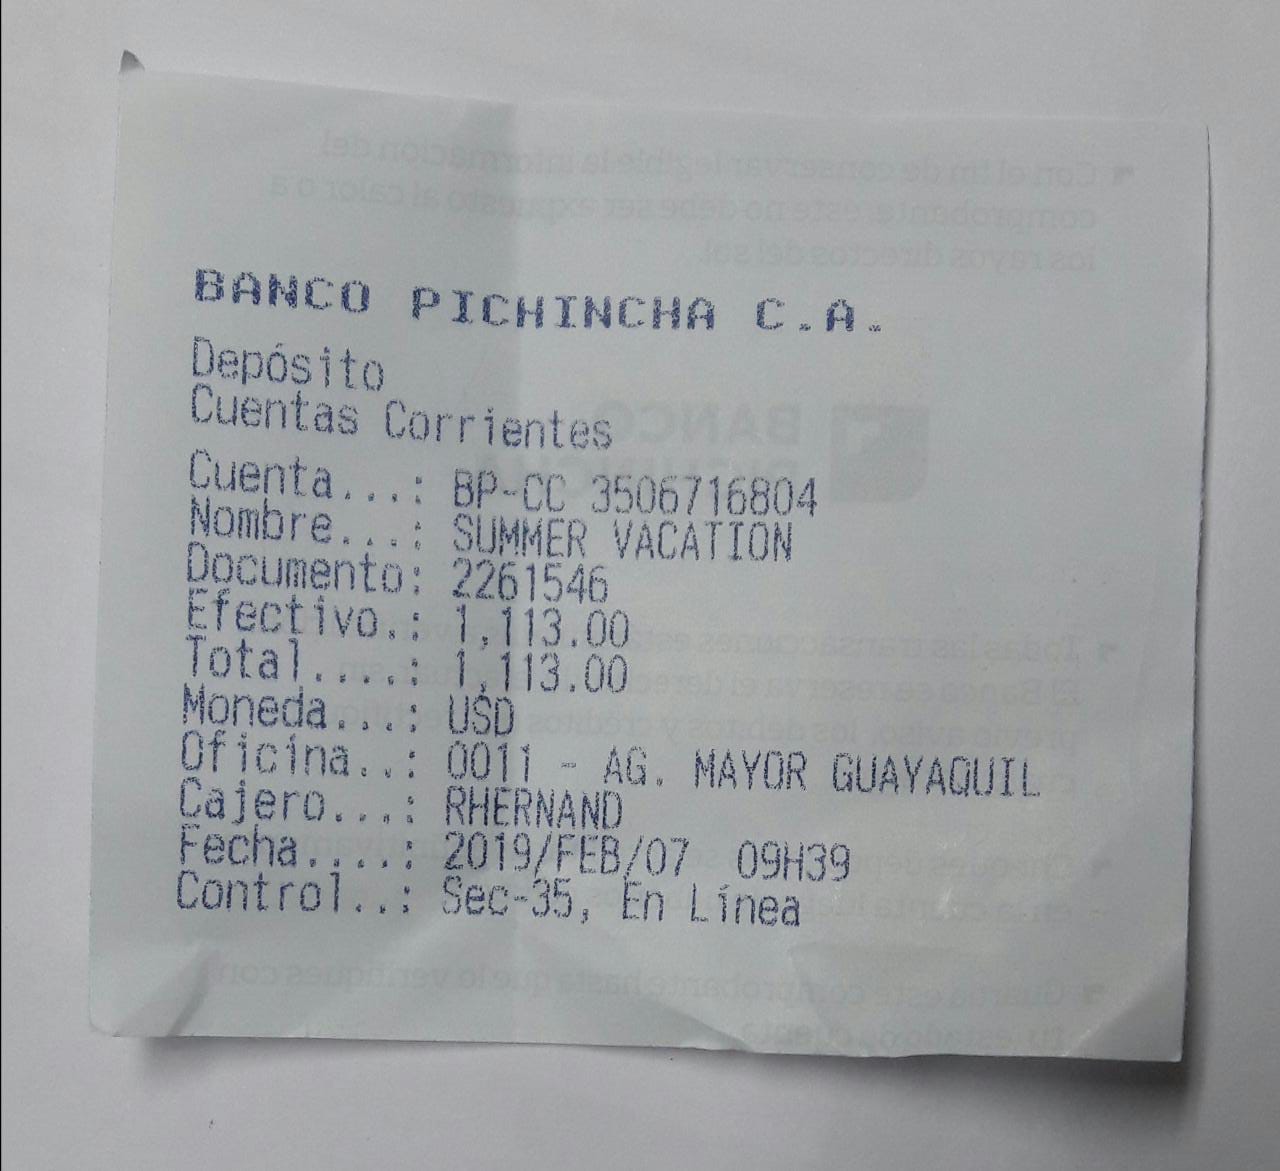 BANCO PICHINCHA C.A.
Depósito
Cuentas Corrientes
Cuenta...: BP-CC 3506716804
Nombre...: SUMMER VACATION
Documento: 2261546
Efectivo.: 1,113.00
Total....: 1,113.00
Moneda...: USD
Oficina..: 0011 - AG. MAYOR GUAYAQUIL
Cajero...: RHERNAND
Fecha....: 2019/FEB/07 09H39
Control..: Sec-35, En Línea